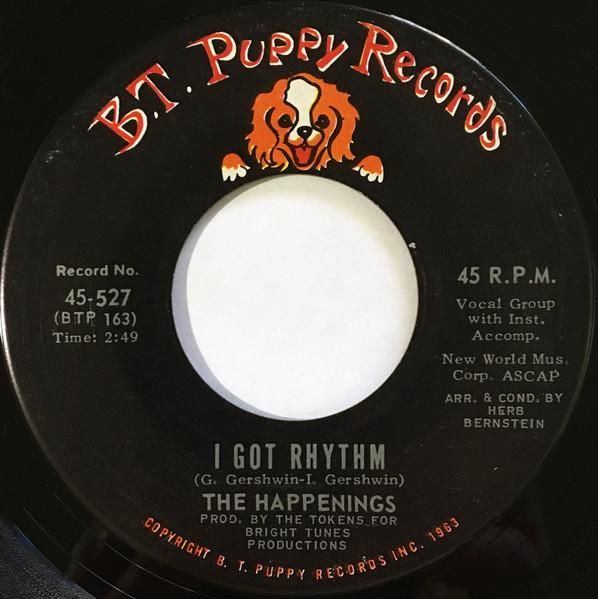 B.T. Puppy Records
Record No.
45-527
(BTP 163)
Time: 2:49
45 R.P.M.
Vocal Group
with Inst.
Accomp.
New World Mus.
Corp. ASCAP
ARR. & COND. BY
HERB
BERNSTEIN
I GOT RHYTHM
(G. Gershwin-I. Gershwin)
THE HAPPENINGS
PROD. BY THE TOKENS FOR
BRIGHT TUNES
PRODUCTIONS
COPYRIGHT B. T. PUPPY RECORDS INC. 1963